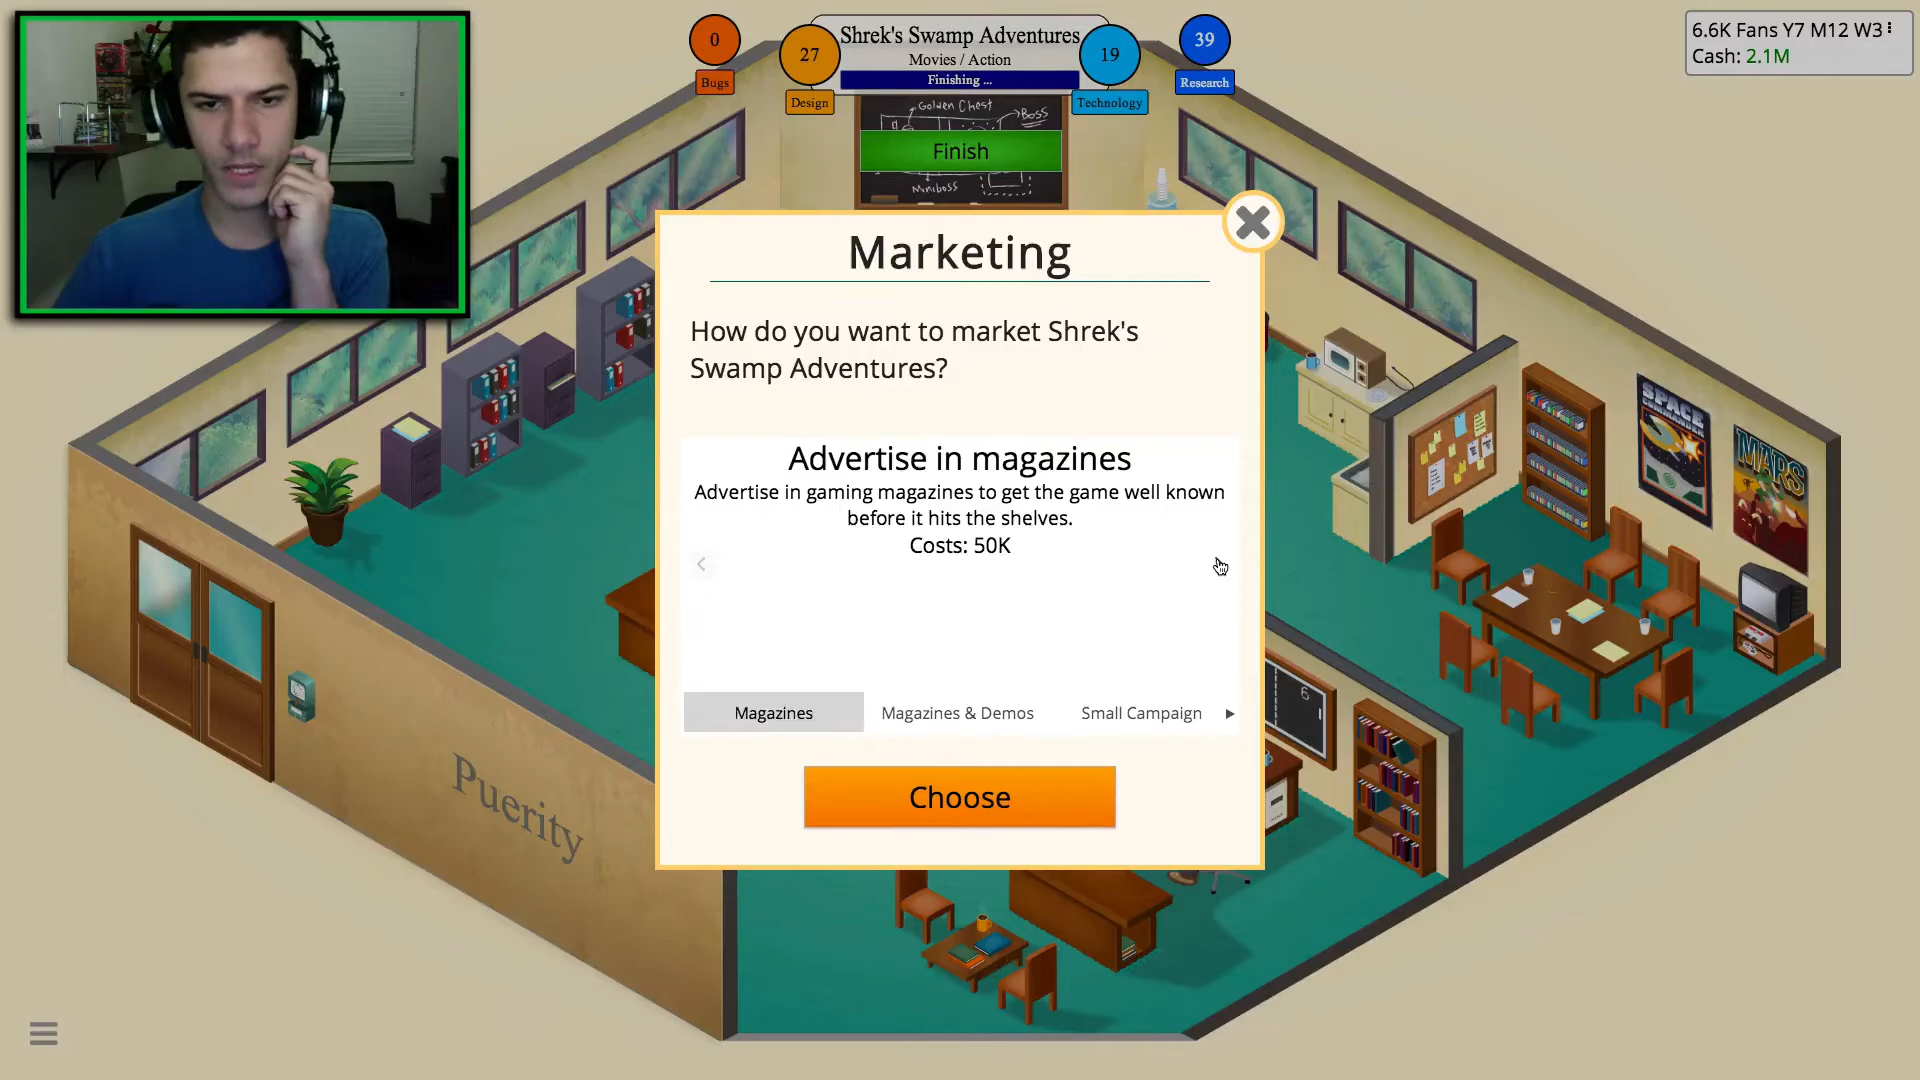 0
Bugs
27
Design
Shrek's Swamp Adventures
Movies / Action
Finishing ...
19
Technology
39
Research
6.6K Fans Y7 M12 W3
Cash: 2.1M
Golden Chest
Boss
Finish
Miniboss
Marketing
How do you want to market Shrek's
Swamp Adventures?
Advertise in magazines
Advertise in gaming magazines to get the game well known
before it hits the shelves.
Costs: 50K
Magazines
Magazines & Demos
Small Campaign
Choose
Puerity
SPACE
MARS
6